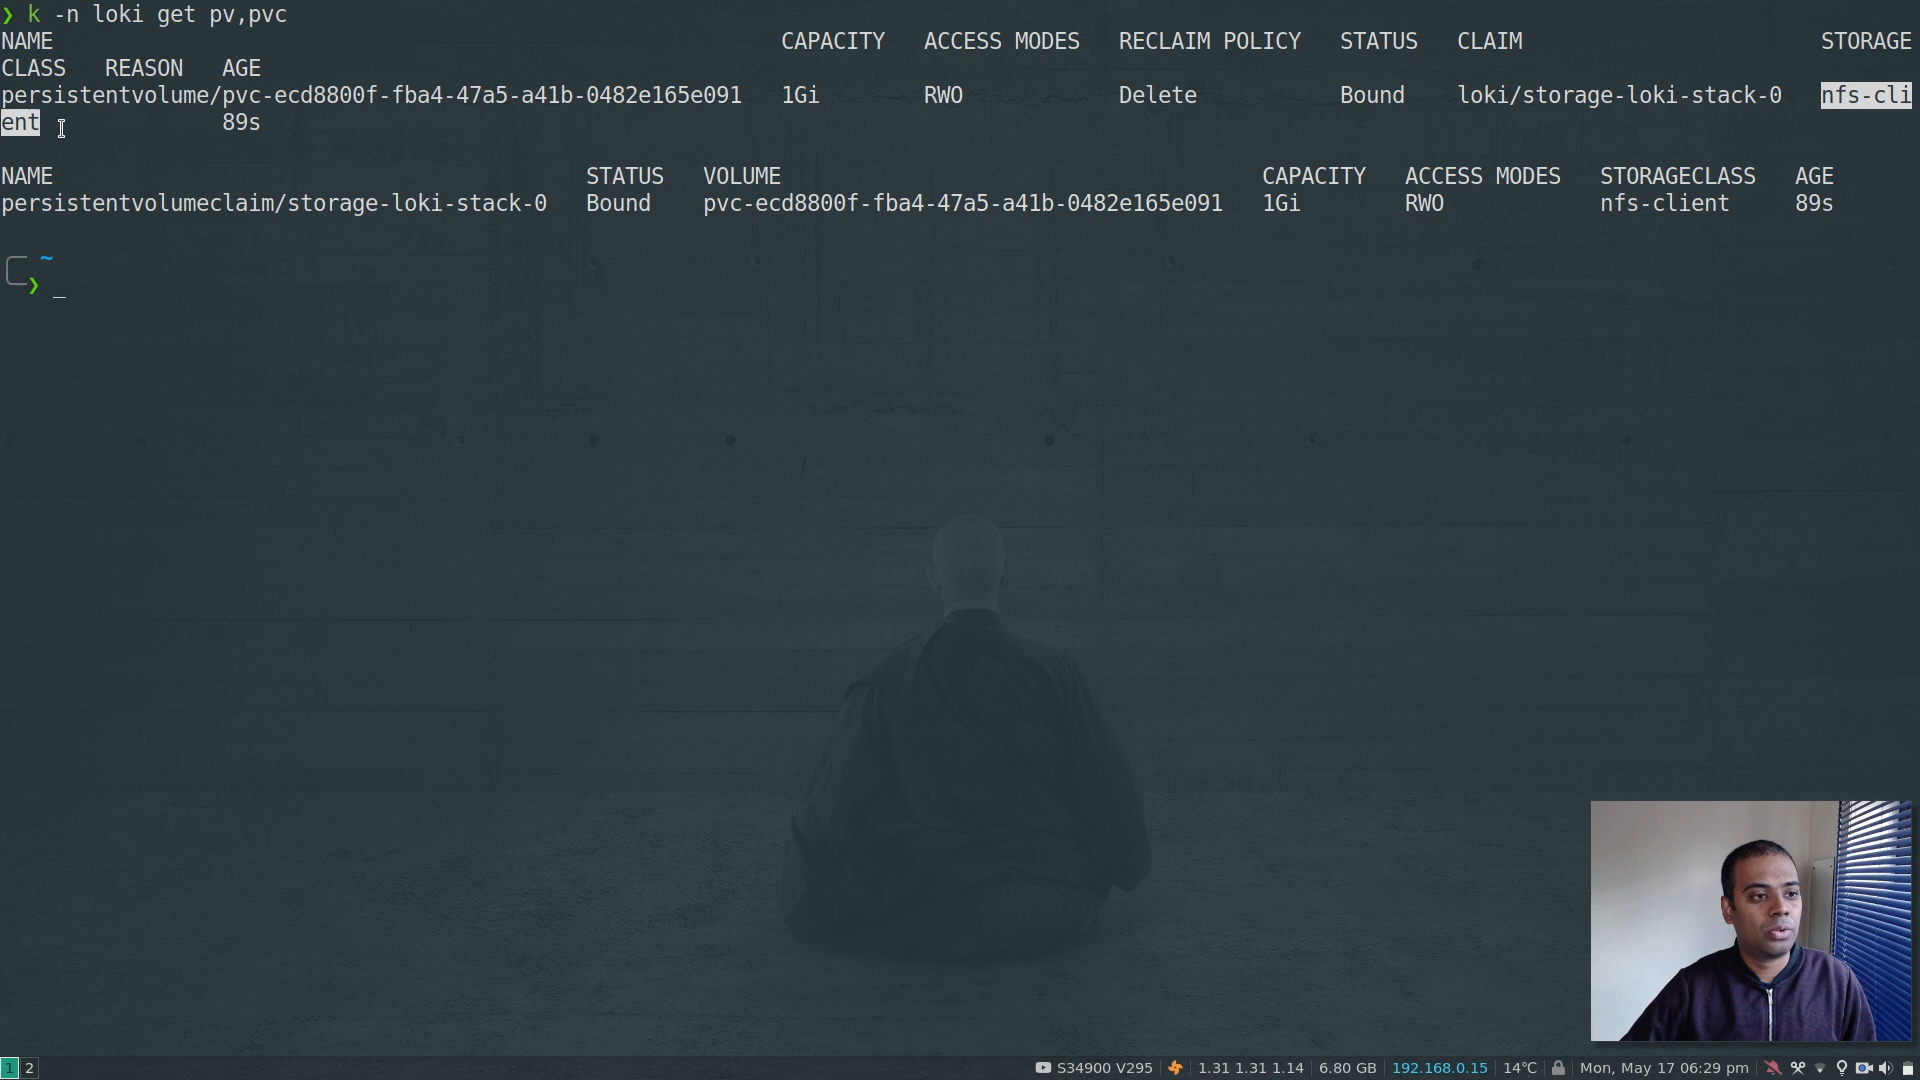 ❯ k -n loki get pv,pvc
NAME CAPACITY ACCESS MODES RECLAIM POLICY STATUS CLAIM STORAGE
CLASS REASON AGE
persistentvolume/pvc-ecd8800f-fba4-47a5-a41b-0482e165e091 1Gi RWO Delete Bound loki/storage-loki-stack-0 nfs-cli
ent 89s
NAME STATUS VOLUME CAPACITY ACCESS MODES STORAGECLASS AGE
persistentvolumeclaim/storage-loki-stack-0 Bound pvc-ecd8800f-fba4-47a5-a41b-0482e165e091 1Gi RWO nfs-client 89s
~
❯ _
1 2 S34900 V295 1.31 1.31 1.14 6.80 GB 192.168.0.15 14℃ Mon, May 17 06:29 pm